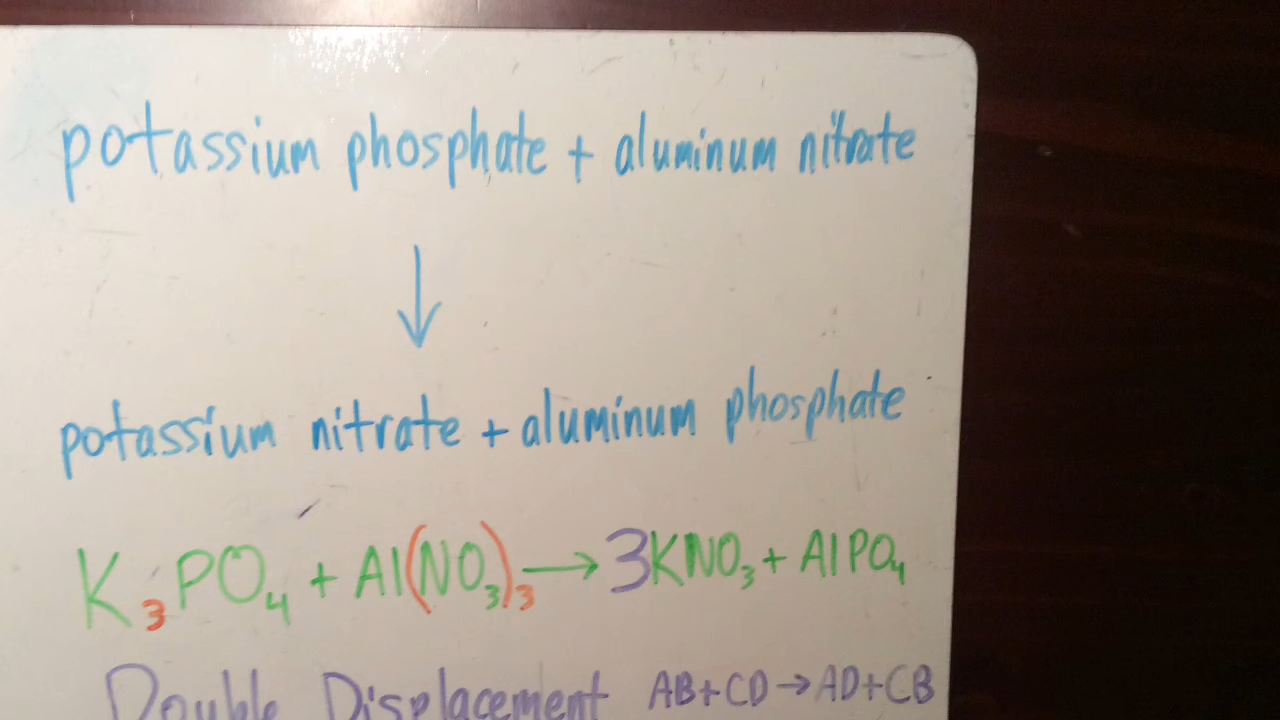 potassium phosphate + aluminum nitrate
↓
potassium nitrate + aluminum phosphate
K₃PO₄ + Al(NO₃)₃ → 3KNO₃ + AlPO₄
Double Displacement AB+CD→AD+CB